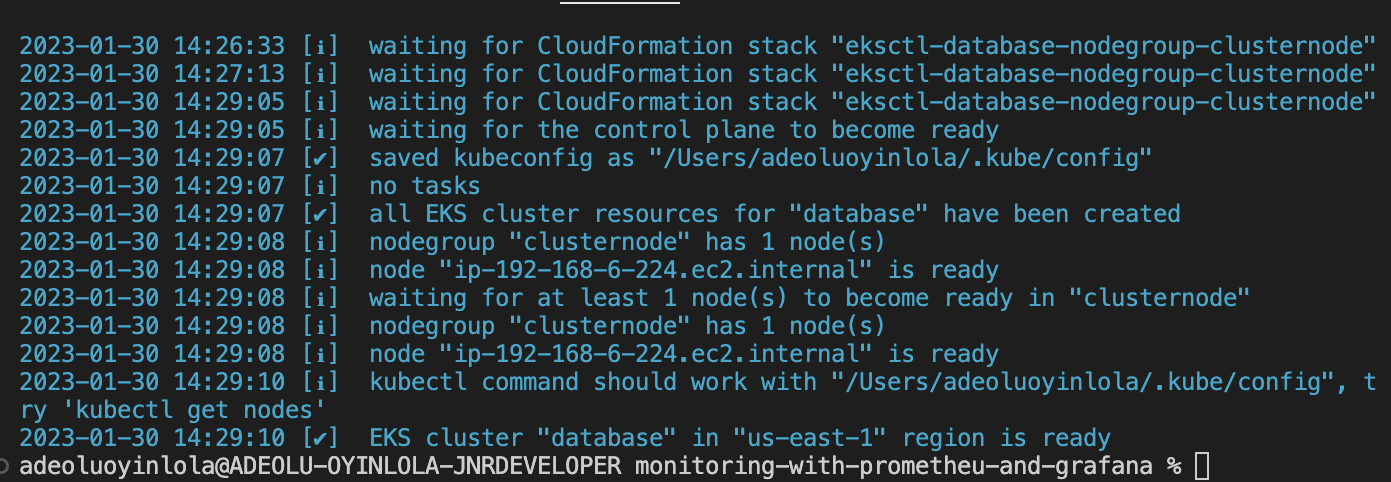 2023-01-30 14:26:33 [ℹ]  waiting for CloudFormation stack "eksctl-database-nodegroup-clusternode"
2023-01-30 14:27:13 [ℹ]  waiting for CloudFormation stack "eksctl-database-nodegroup-clusternode"
2023-01-30 14:29:05 [ℹ]  waiting for CloudFormation stack "eksctl-database-nodegroup-clusternode"
2023-01-30 14:29:05 [ℹ]  waiting for the control plane to become ready
2023-01-30 14:29:07 [✔]  saved kubeconfig as "/Users/adeoluoyinlola/.kube/config"
2023-01-30 14:29:07 [ℹ]  no tasks
2023-01-30 14:29:07 [✔]  all EKS cluster resources for "database" have been created
2023-01-30 14:29:08 [ℹ]  nodegroup "clusternode" has 1 node(s)
2023-01-30 14:29:08 [ℹ]  node "ip-192-168-6-224.ec2.internal" is ready
2023-01-30 14:29:08 [ℹ]  waiting for at least 1 node(s) to become ready in "clusternode"
2023-01-30 14:29:08 [ℹ]  nodegroup "clusternode" has 1 node(s)
2023-01-30 14:29:08 [ℹ]  node "ip-192-168-6-224.ec2.internal" is ready
2023-01-30 14:29:10 [ℹ]  kubectl command should work with "/Users/adeoluoyinlola/.kube/config", t
ry 'kubectl get nodes'
2023-01-30 14:29:10 [✔]  EKS cluster "database" in "us-east-1" region is ready
adeoluoyinlola@ADEOLU-OYINLOLA-JNRDEVELOPER monitoring-with-prometheu-and-grafana %